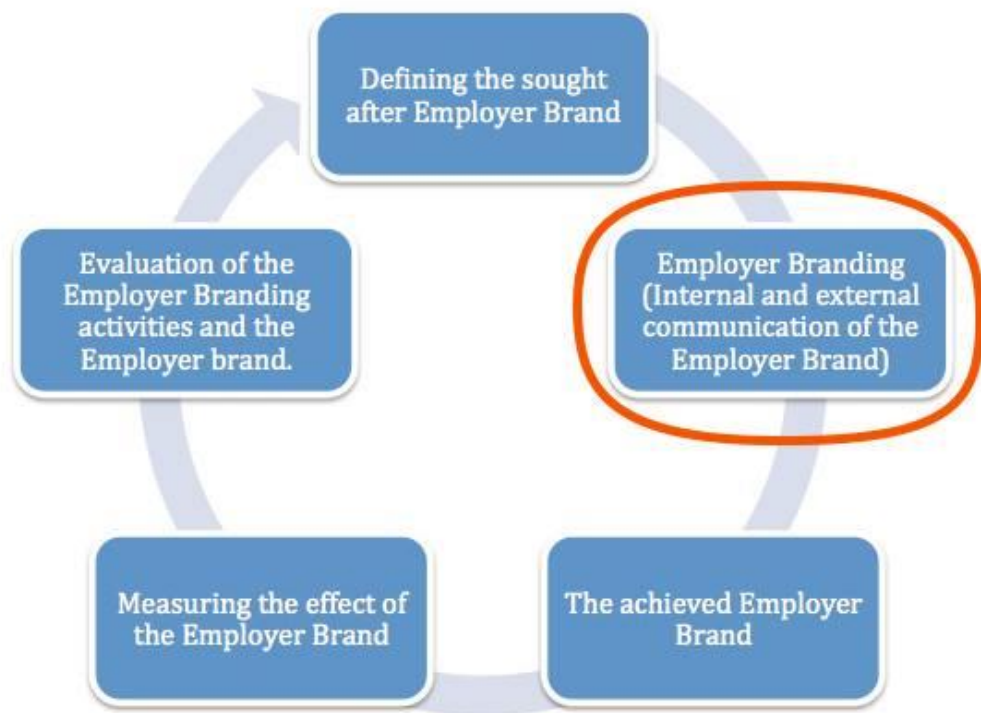 Defining the sought
after Employer Brand
Employer Branding
(Internal and external
communication of the
Employer Brand)
The achieved Employer
Brand
Measuring the effect of
the Employer Brand
Evaluation of the
Employer Branding
activities and the
Employer brand.